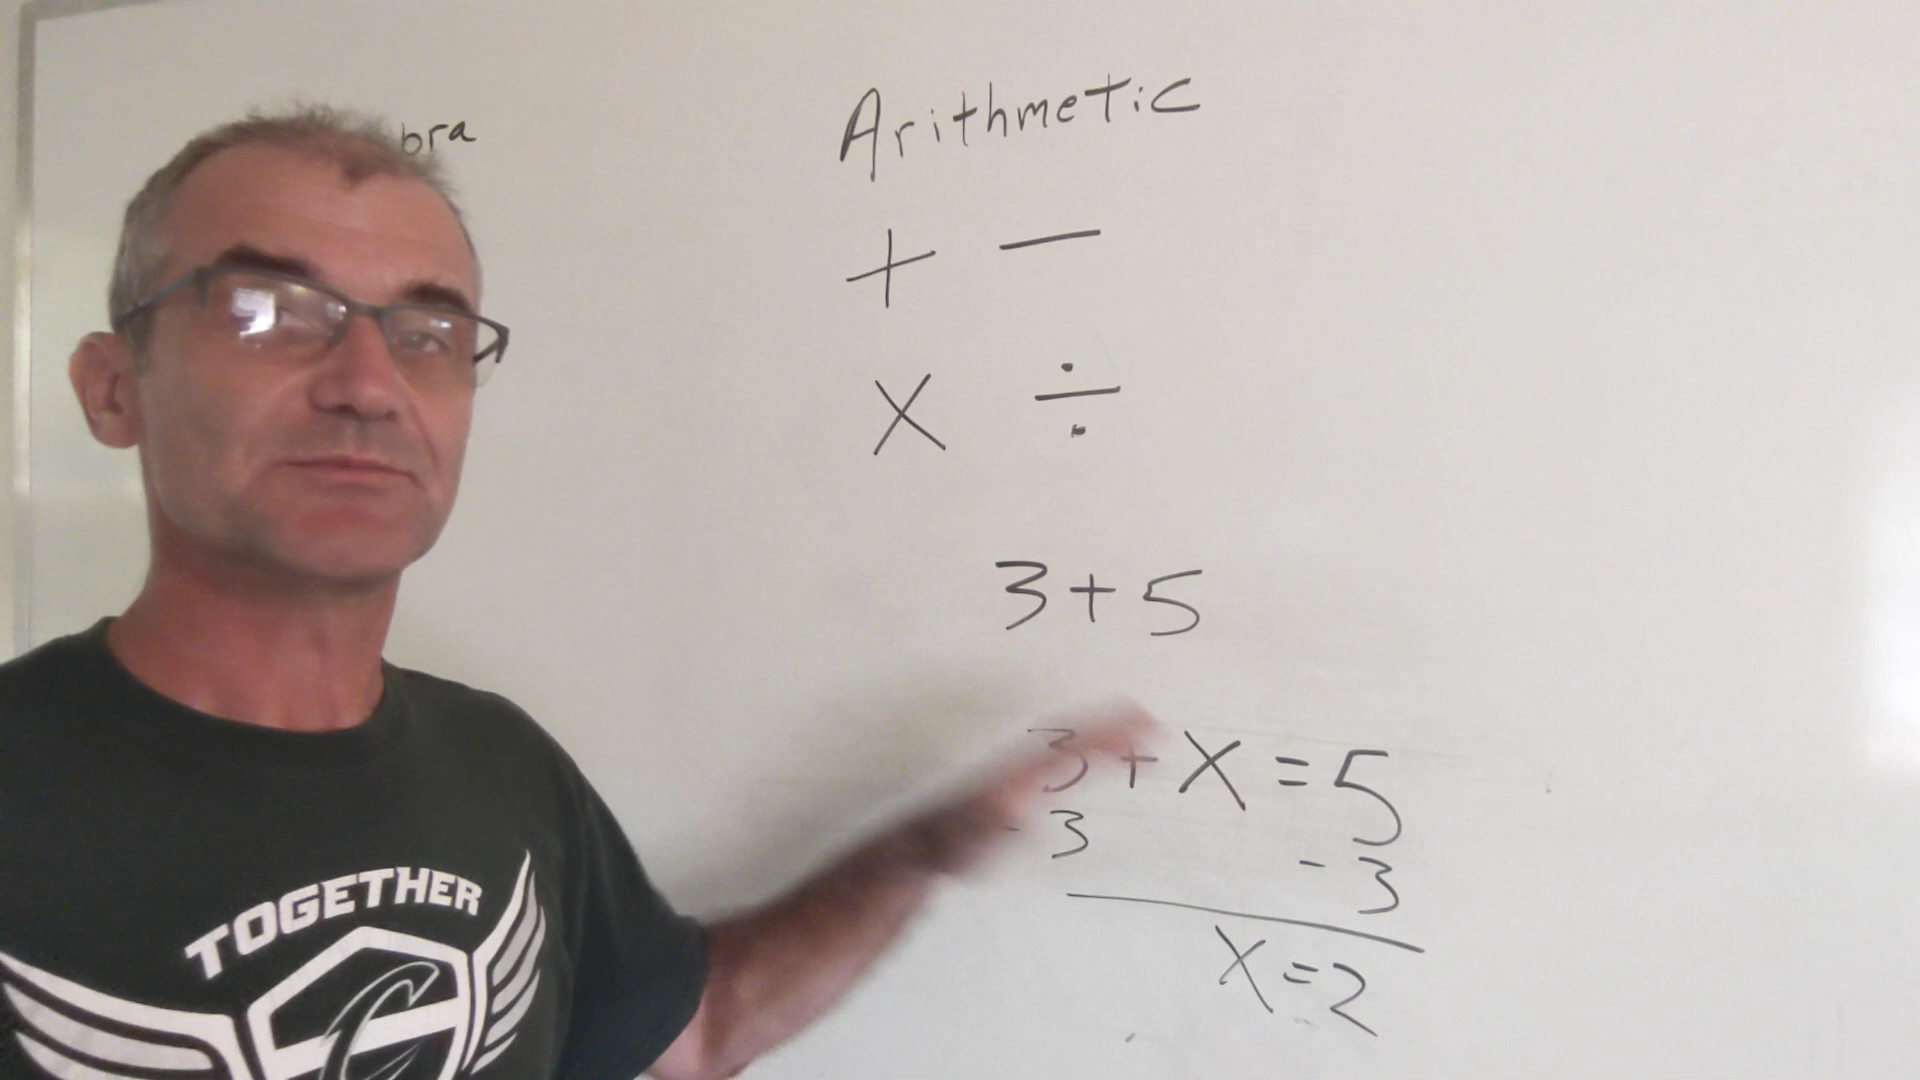 bra
Arithmetic
+ −
X ÷
3+5
3+X=5
-3 -3
X=2
TOGETHER